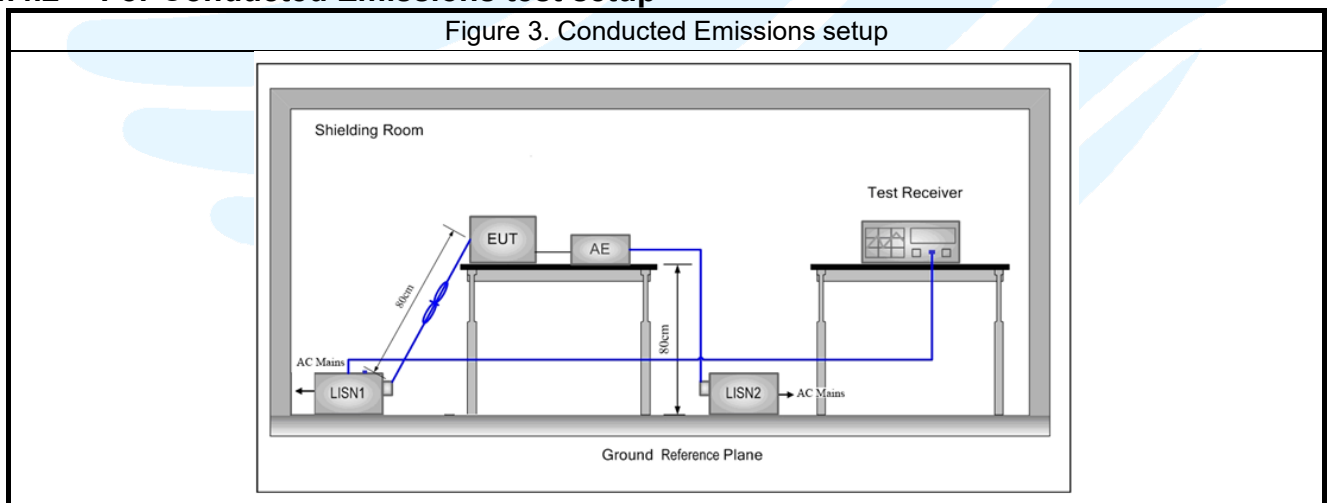 Figure 3. Conducted Emissions setup
Shielding Room
Test Receiver
EUT
AE
80cm
80cm
AC Mains
LISN1
LISN2
AC Mains
Ground Reference Plane